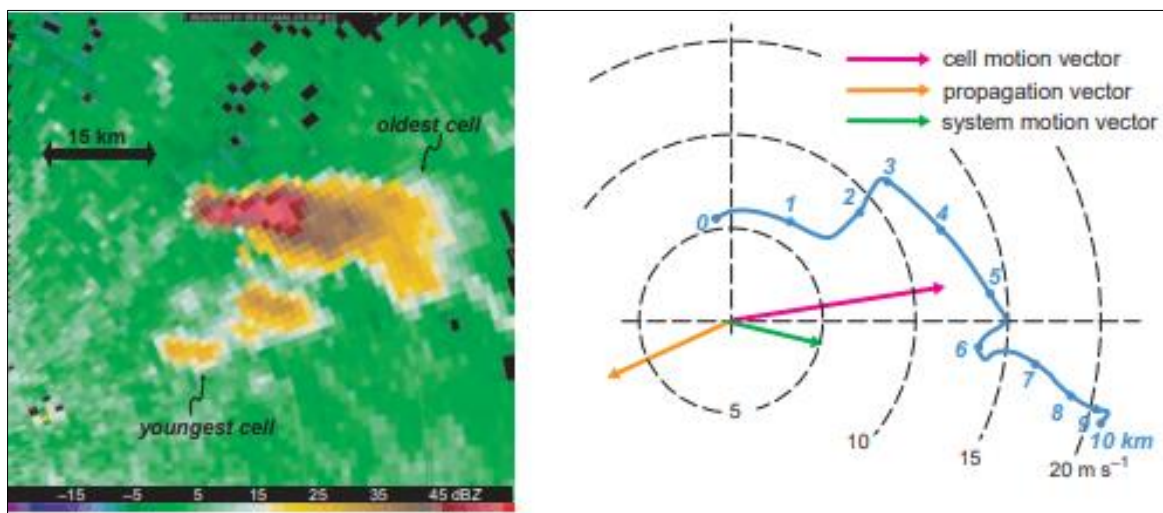 oldest cell
15 km
youngest cell
-15 -5 5 15 25 35 45 dBZ
cell motion vector
propagation vector
system motion vector
0
1
2
3
4
5
6
7
8
9
10 km
5
10
15
20 m s⁻¹